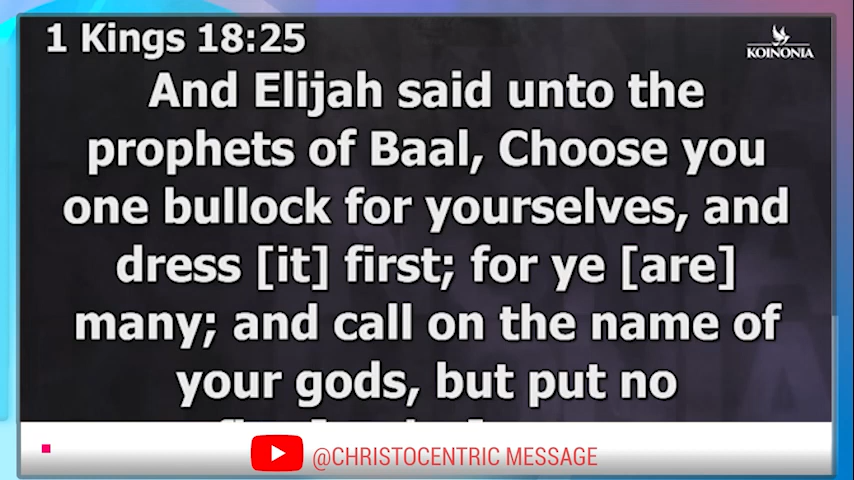 1 Kings 18:25
KOINONIA
And Elijah said unto the
prophets of Baal, Choose you
one bullock for yourselves, and
dress [it] first; for ye [are]
many; and call on the name of
your gods, but put no
@CHRISTOCENTRIC MESSAGE